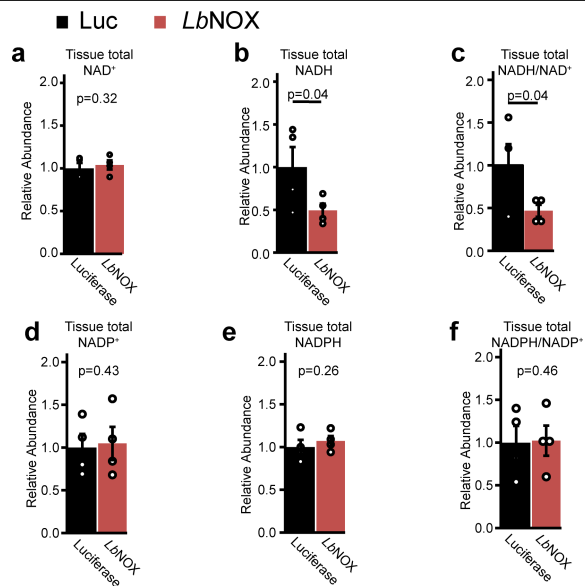 Luc LbNOX
a
Tissue total
NAD+
p=0.32
Relative Abundance
2.0
1.5
1.0
0.5
0.0
Luciferase
LbNOX
b
Tissue total
NADH
p=0.04
Relative Abundance
2.0
1.5
1.0
0.5
0.0
Luciferase
LbNOX
c
Tissue total
NADH/NAD+
p=0.04
Relative Abundance
2.0
1.5
1.0
0.5
0.0
Luciferase
LbNOX
d
Tissue total
NADP+
p=0.43
Relative Abundance
2.0
1.5
1.0
0.5
0.0
Luciferase
LbNOX
e
Tissue total
NADPH
p=0.26
Relative Abundance
2.0
1.5
1.0
0.5
0.0
Luciferase
LbNOX
f
Tissue total
NADPH/NADP+
p=0.46
Relative Abundance
2.0
1.5
1.0
0.5
0.0
Luciferase
LbNOX